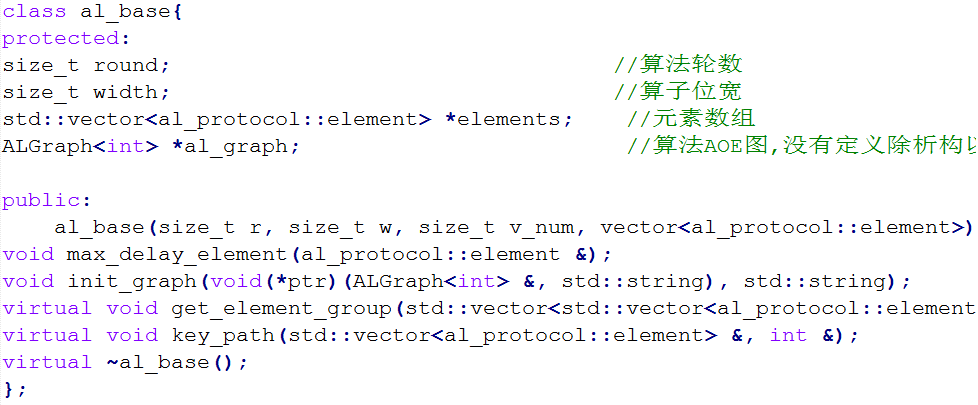 class al_base{
protected:
size_t round; //算法轮数
size_t width; //算子位宽
std::vector<al_protocol::element> *elements; //元素数组
ALGraph<int> *al_graph; //算法AOE图,没有定义除析构以
public:
al_base(size_t r, size_t w, size_t v_num, vector<al_protocol::element>)
void max_delay_element(al_protocol::element &);
void init_graph(void(*ptr)(ALGraph<int> &, std::string), std::string);
virtual void get_element_group(std::vector<std::vector<al_protocol::element
virtual void key_path(std::vector<al_protocol::element> &, int &);
virtual ~al_base();
};